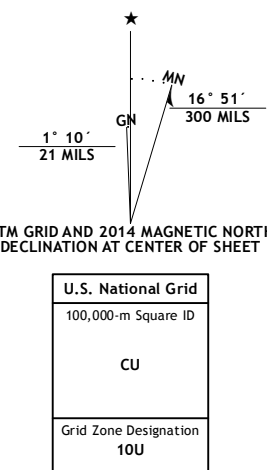 MN
GN
16° 51´
300 MILS
1° 10´
21 MILS
TM GRID AND 2014 MAGNETIC NORTH
DECLINATION AT CENTER OF SHEET
U.S. National Grid
100,000-m Square ID
CU
Grid Zone Designation
10U